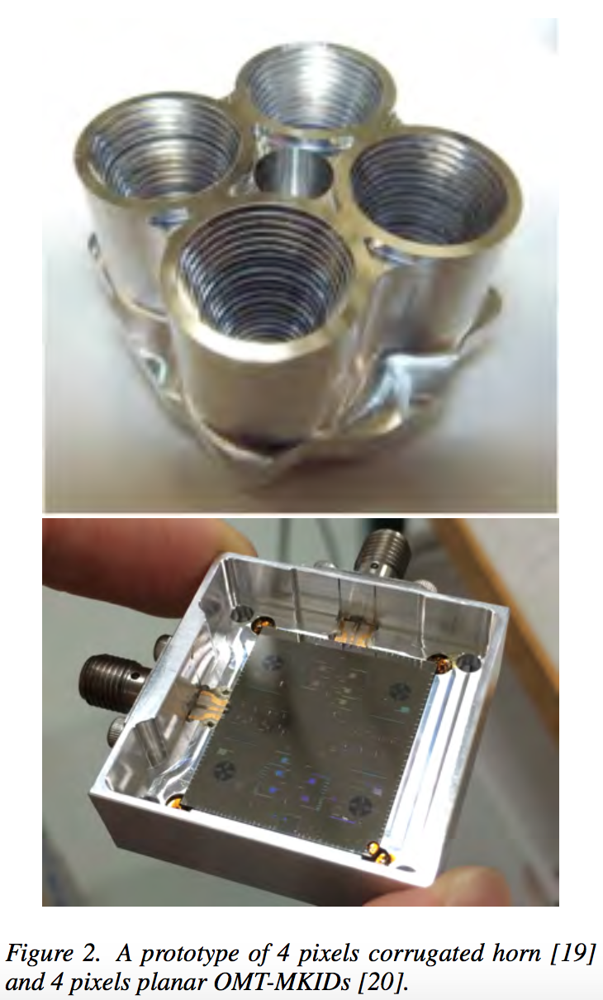 Figure 2. A prototype of 4 pixels corrugated horn [19]
and 4 pixels planar OMT-MKIDs [20].